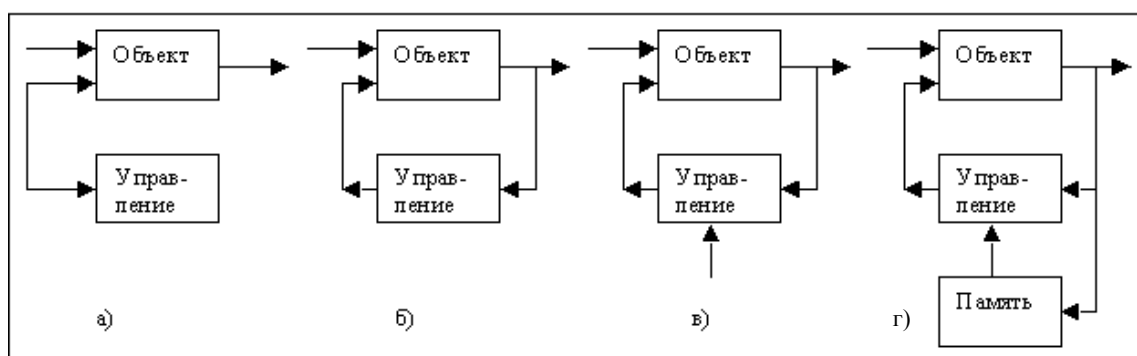 Объект
Объект
Объект
Объект
Управ-
ление
Управ-
ление
Управ-
ление
Управ-
ление
Память
а)
б)
в)
г)